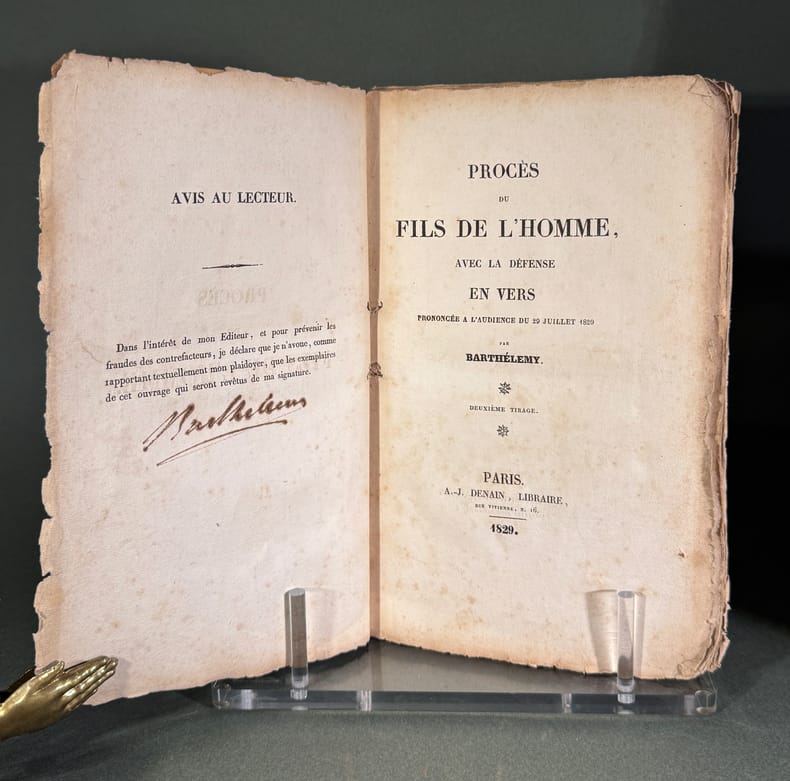 AVIS AU LECTEUR.
Dans l'intérêt de mon Editeur, et pour prévenir les
fraudes des contrefacteurs, je déclare que je n'avoue, comme
rapportant textuellement mon plaidoyer, que les exemplaires
de cet ouvrage qui seront revêtus de ma signature.
Barthélemy
PROCÈS
DU
FILS DE L'HOMME,
AVEC LA DÉFENSE
EN VERS
PRONONCÉE A L'AUDIENCE DU 29 JUILLET 1829
PAR
BARTHÉLEMY.
DEUXIÈME TIRAGE.
PARIS.
A.-J. DENAIN, LIBRAIRE,
RUE VIVIENNE, N. 16.
1829.